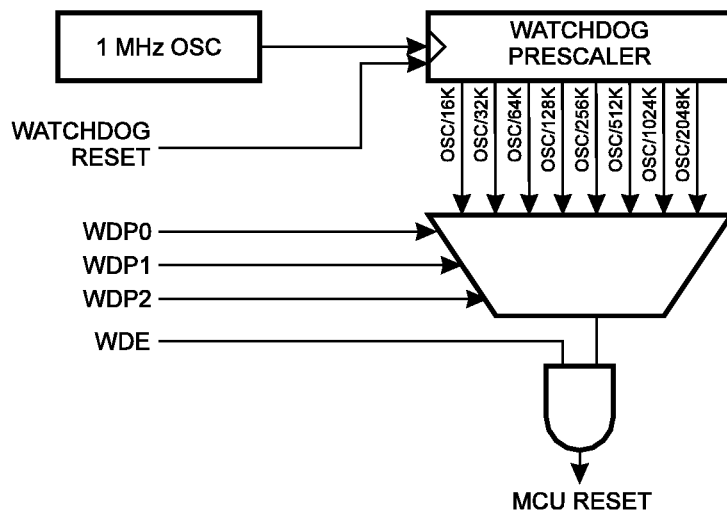 1 MHz OSC
WATCHDOG
PRESCALER
WATCHDOG
RESET
OSC/16K
OSC/32K
OSC/64K
OSC/128K
OSC/256K
OSC/512K
OSC/1024K
OSC/2048K
WDP0
WDP1
WDP2
WDE
MCU RESET